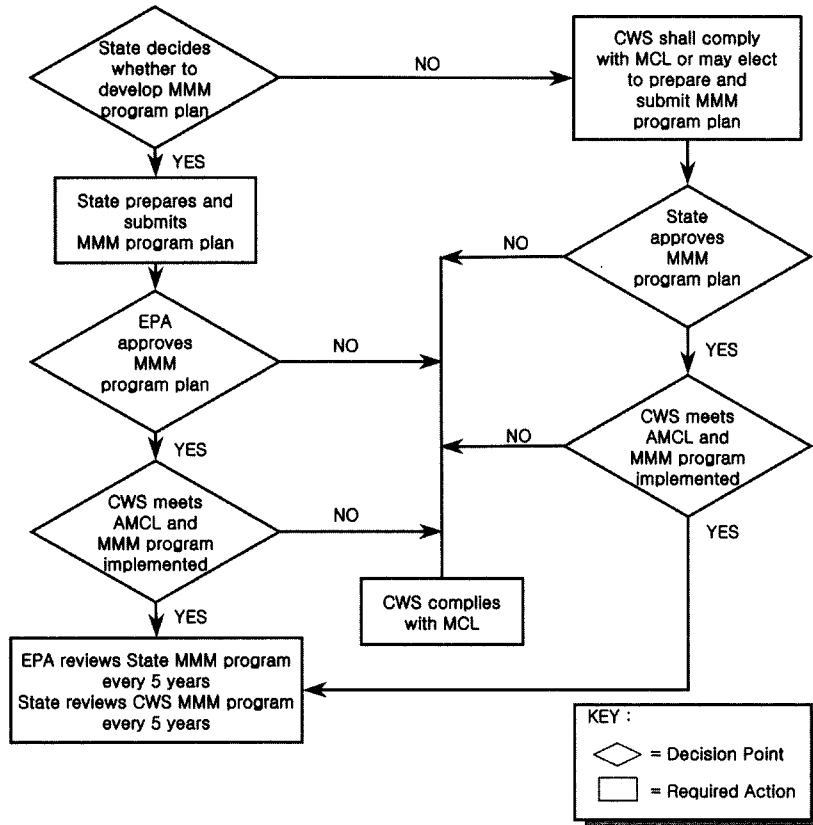 State decides
whether to
develop MMM
program plan
NO
CWS shall comply
with MCL or may elect
to prepare and
submit MMM
program plan
YES
State prepares and
submits
MMM program plan
State
approves
MMM
program plan
NO
EPA
approves
MMM
program plan
NO
YES
YES
CWS meets
AMCL and
MMM program
implemented
NO
CWS meets
AMCL and
MMM program
implemented
NO
YES
CWS complies
with MCL
YES
EPA reviews State MMM program
every 5 years
State reviews CWS MMM program
every 5 years
KEY :
= Decision Point
= Required Action